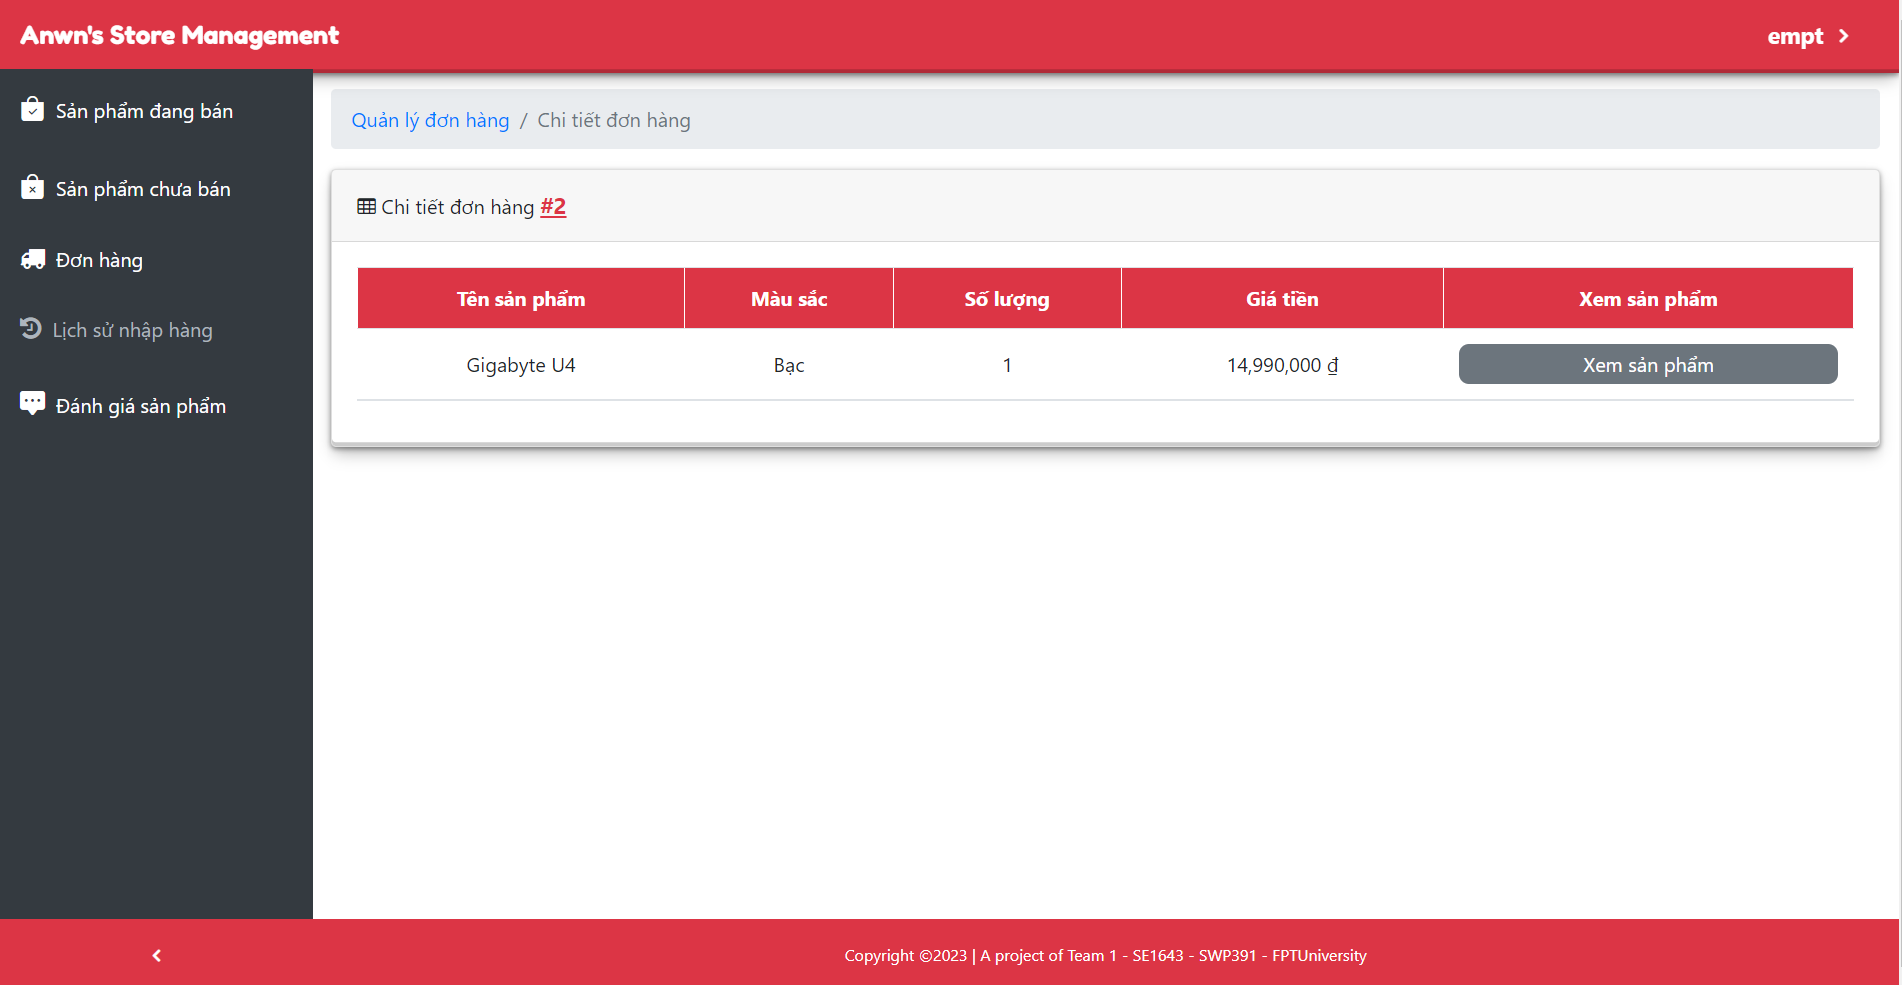 Anwn's Store Management
empt
Sản phẩm đang bán
Sản phẩm chưa bán
Đơn hàng
Lịch sử nhập hàng
Đánh giá sản phẩm
Quản lý đơn hàng / Chi tiết đơn hàng
Chi tiết đơn hàng #2
Tên sản phẩm Màu sắc Số lượng Giá tiền Xem sản phẩm
Gigabyte U4 Bạc 1 14,990,000 ₫ Xem sản phẩm
Copyright ©2023 | A project of Team 1 - SE1643 - SWP391 - FPTUniversity